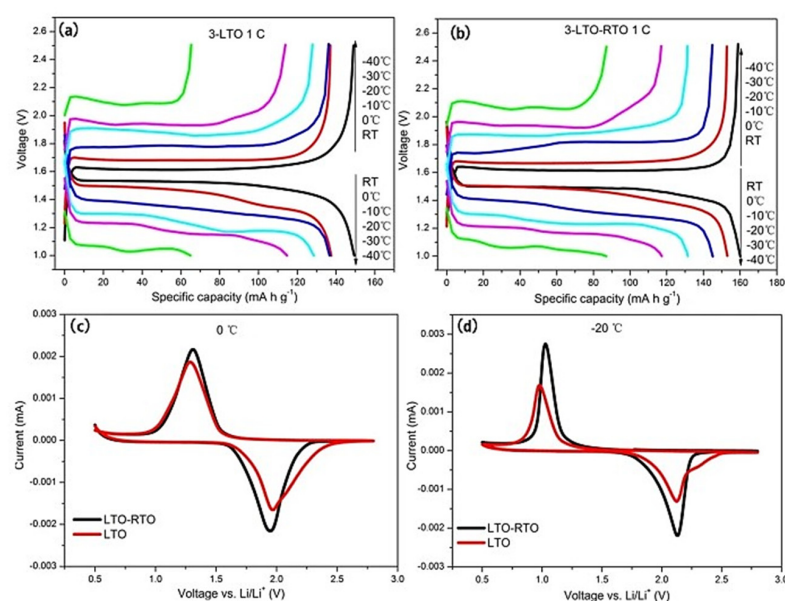 (a)
3-LTO 1 C
2.6
2.4
2.2
2.0
1.8
1.6
1.4
1.2
1.0
Voltage (V)
-40℃
-30℃
-20℃
-10℃
0℃
RT
RT
0℃
-10℃
-20℃
-30℃
-40℃
0 20 40 60 80 100 120 140 160
Specific capacity (mA h g⁻¹)
(b)
3-LTO-RTO 1 C
2.6
2.4
2.2
2.0
1.8
1.6
1.4
1.2
1.0
Voltage (V)
-40℃
-30℃
-20℃
-10℃
0℃
RT
RT
0℃
-10℃
-20℃
-30℃
-40℃
0 20 40 60 80 100 120 140 160 180
Specific capacity (mA h g⁻¹)
(c)
0 ℃
0.003
0.002
0.001
0.000
-0.001
-0.002
-0.003
Current (mA)
LTO-RTO
LTO
0.5 1.0 1.5 2.0 2.5 3.0
Voltage vs. Li/Li⁺ (V)
(d)
-20 ℃
0.004
0.003
0.002
0.001
0.000
-0.001
-0.002
-0.003
Current (mA)
LTO-RTO
LTO
0.5 1.0 1.5 2.0 2.5 3.0
Voltage vs. Li/Li⁺ (V)